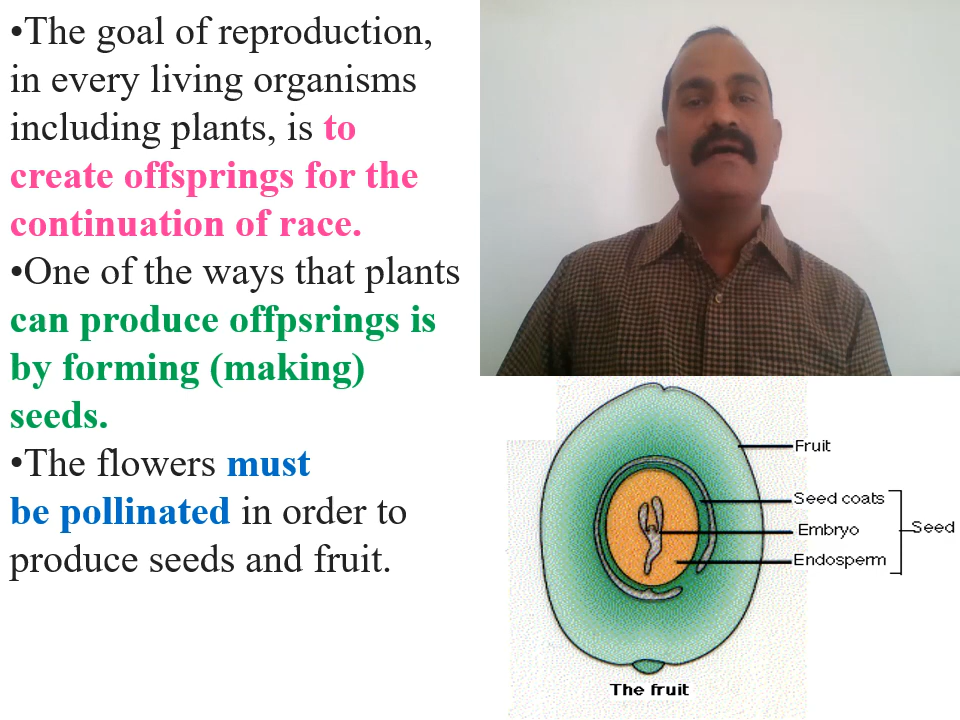 •The goal of reproduction,
in every living organisms
including plants, is to
create offsprings for the
continuation of race.
•One of the ways that plants
can produce offpsrings is
by forming (making)
seeds.
•The flowers must
be pollinated in order to
produce seeds and fruit.
Fruit
Seed coats
Embryo
Seed
Endosperm
The fruit